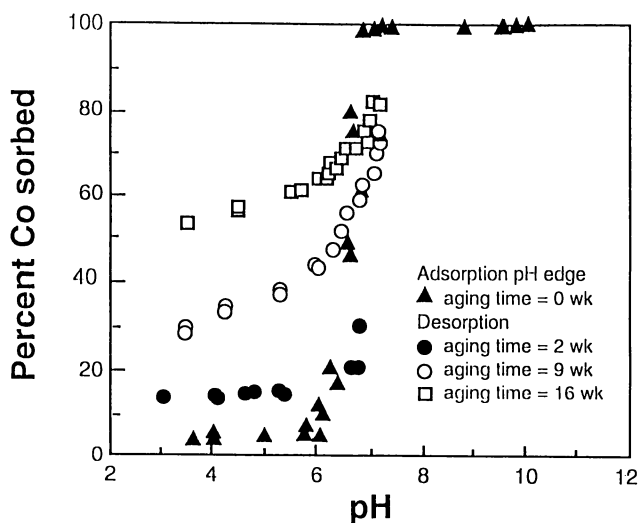 100
80
60
40
20
0
Percent Co sorbed
2
4
6
8
10
12
pH
Adsorption pH edge
aging time = 0 wk
Desorption
aging time = 2 wk
aging time = 9 wk
aging time = 16 wk